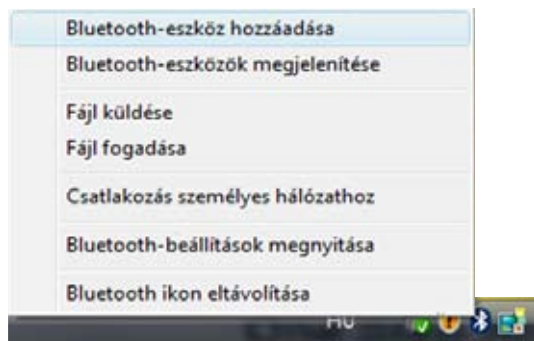 Bluetooth-eszköz hozzáadása
Bluetooth-eszközök megjelenítése
Fájl küldése
Fájl fogadása
Csatlakozás személyes hálózathoz
Bluetooth-beállítások megnyitása
Bluetooth ikon eltávolítása
HU